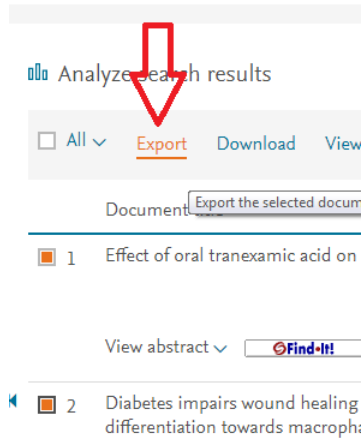 Analyze search results
All Export Download View
Document
Export the selected docum
1 Effect of oral tranexamic acid on
View abstract Find-It!
2 Diabetes impairs wound healing
differentiation towards macropha